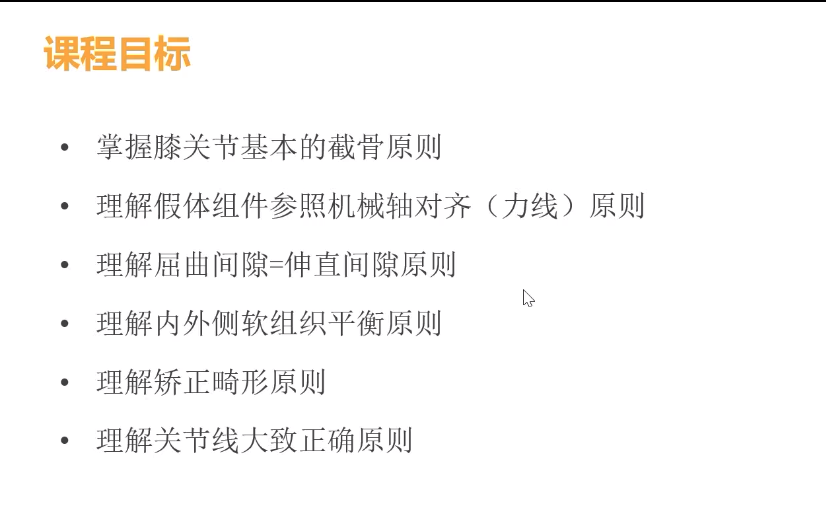 课程目标
• 掌握膝关节基本的截骨原则
• 理解假体组件参照机械轴对齐（力线）原则
• 理解屈曲间隙=伸直间隙原则
• 理解内外侧软组织平衡原则
• 理解矫正畸形原则
• 理解关节线大致正确原则